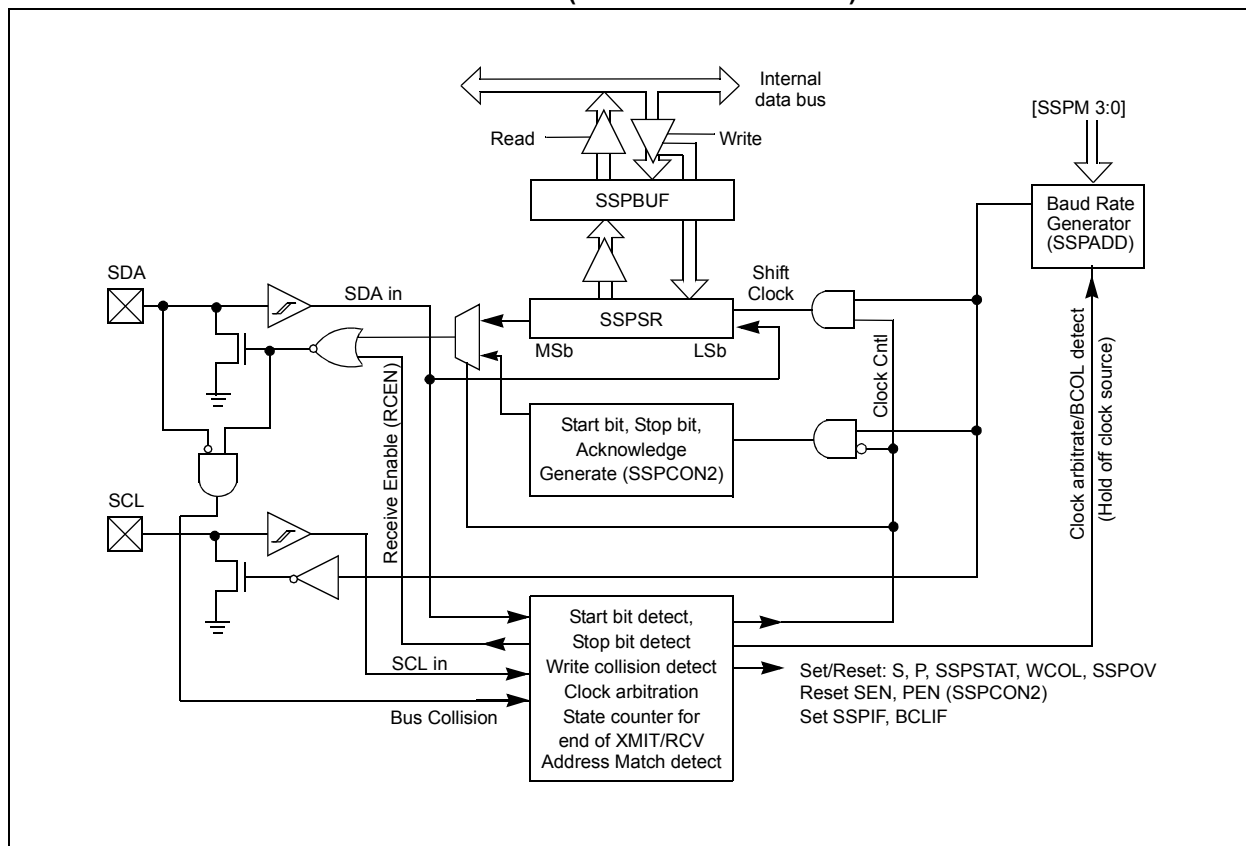 Internal
data bus
[SSPM 3:0]
Read
Write
SSPBUF
Baud Rate
Generator
(SSPADD)
SDA
SDA in
Shift
Clock
SSPSR
MSb
LSb
Receive Enable (RCEN)
Start bit, Stop bit,
Acknowledge
Generate (SSPCON2)
Clock Cntl
Clock arbitrate/BCOL detect
(Hold off clock source)
SCL
SCL in
Bus Collision
Start bit detect,
Stop bit detect
Write collision detect
Clock arbitration
State counter for
end of XMIT/RCV
Address Match detect
Set/Reset: S, P, SSPSTAT, WCOL, SSPOV
Reset SEN, PEN (SSPCON2)
Set SSPIF, BCLIF